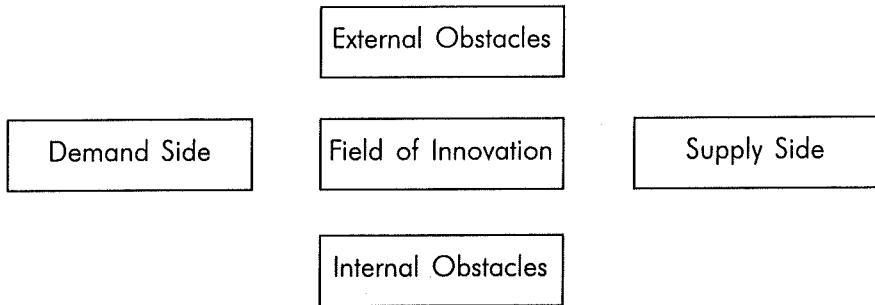 External Obstacles
Demand Side
Field of Innovation
Supply Side
Internal Obstacles